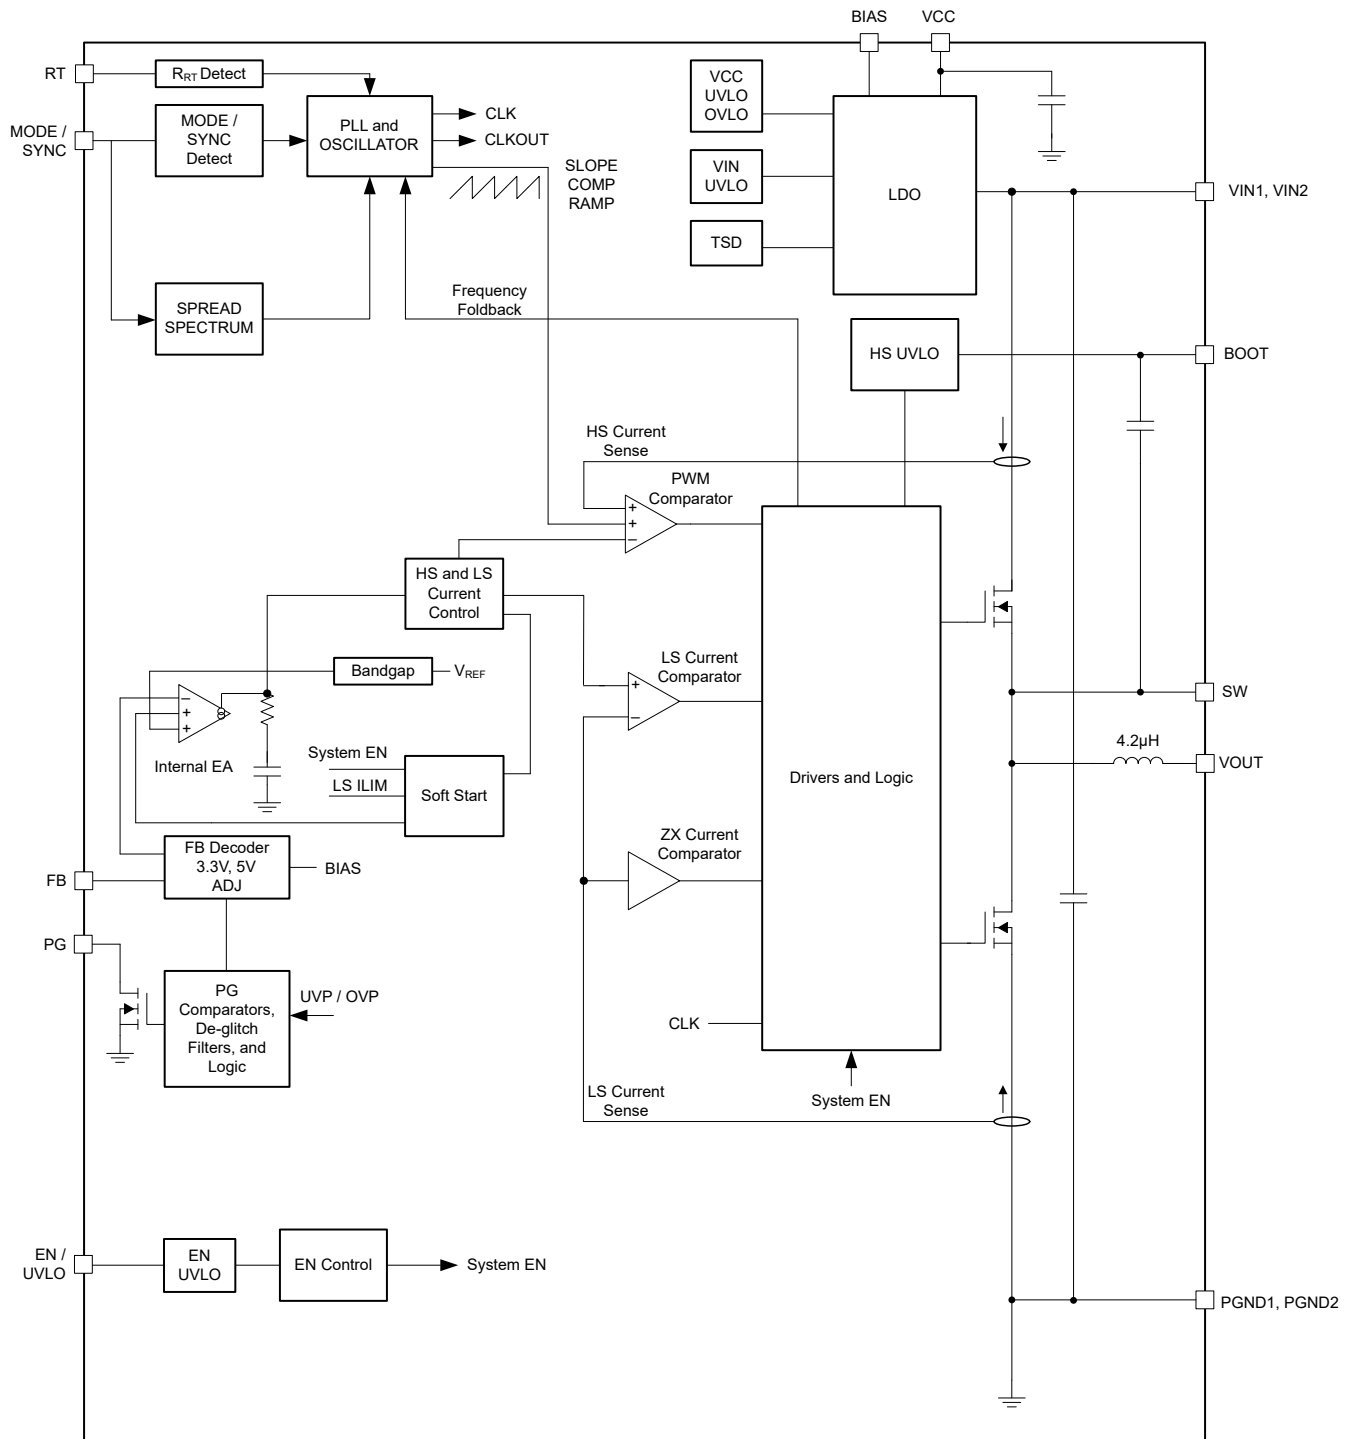 BIAS
VCC
RT
R_RT Detect
MODE /
SYNC
MODE /
SYNC
Detect
PLL and
OSCILLATOR
CLK
CLKOUT
SLOPE
COMP
RAMP
VCC
UVLO
OVLO
VIN
UVLO
TSD
LDO
VIN1, VIN2
SPREAD
SPECTRUM
Frequency
Foldback
HS UVLO
BOOT
HS Current
Sense
PWM
Comparator
+
+
–
HS and LS
Current
Control
Bandgap
V_REF
–
+
+
Internal EA
LS Current
Comparator
+
–
SW
4.2µH
VOUT
System EN
LS ILIM
Soft Start
Drivers and Logic
FB Decoder
3.3V, 5V
ADJ
BIAS
FB
ZX Current
Comparator
PG
PG
Comparators,
De-glitch
Filters, and
Logic
UVP / OVP
CLK
System EN
LS Current
Sense
EN /
UVLO
EN
UVLO
EN Control
System EN
PGND1, PGND2